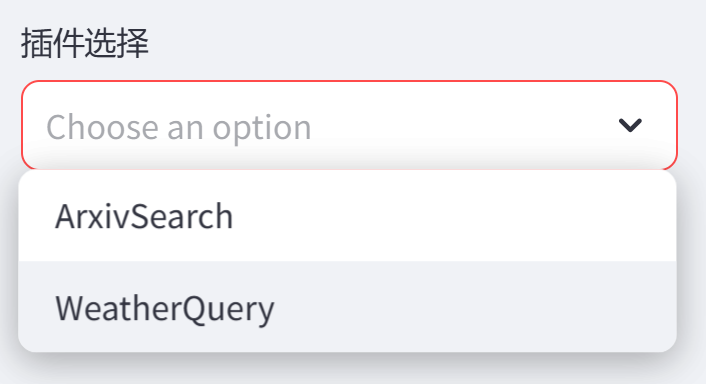 插件选择
Choose an option
ArxivSearch
WeatherQuery